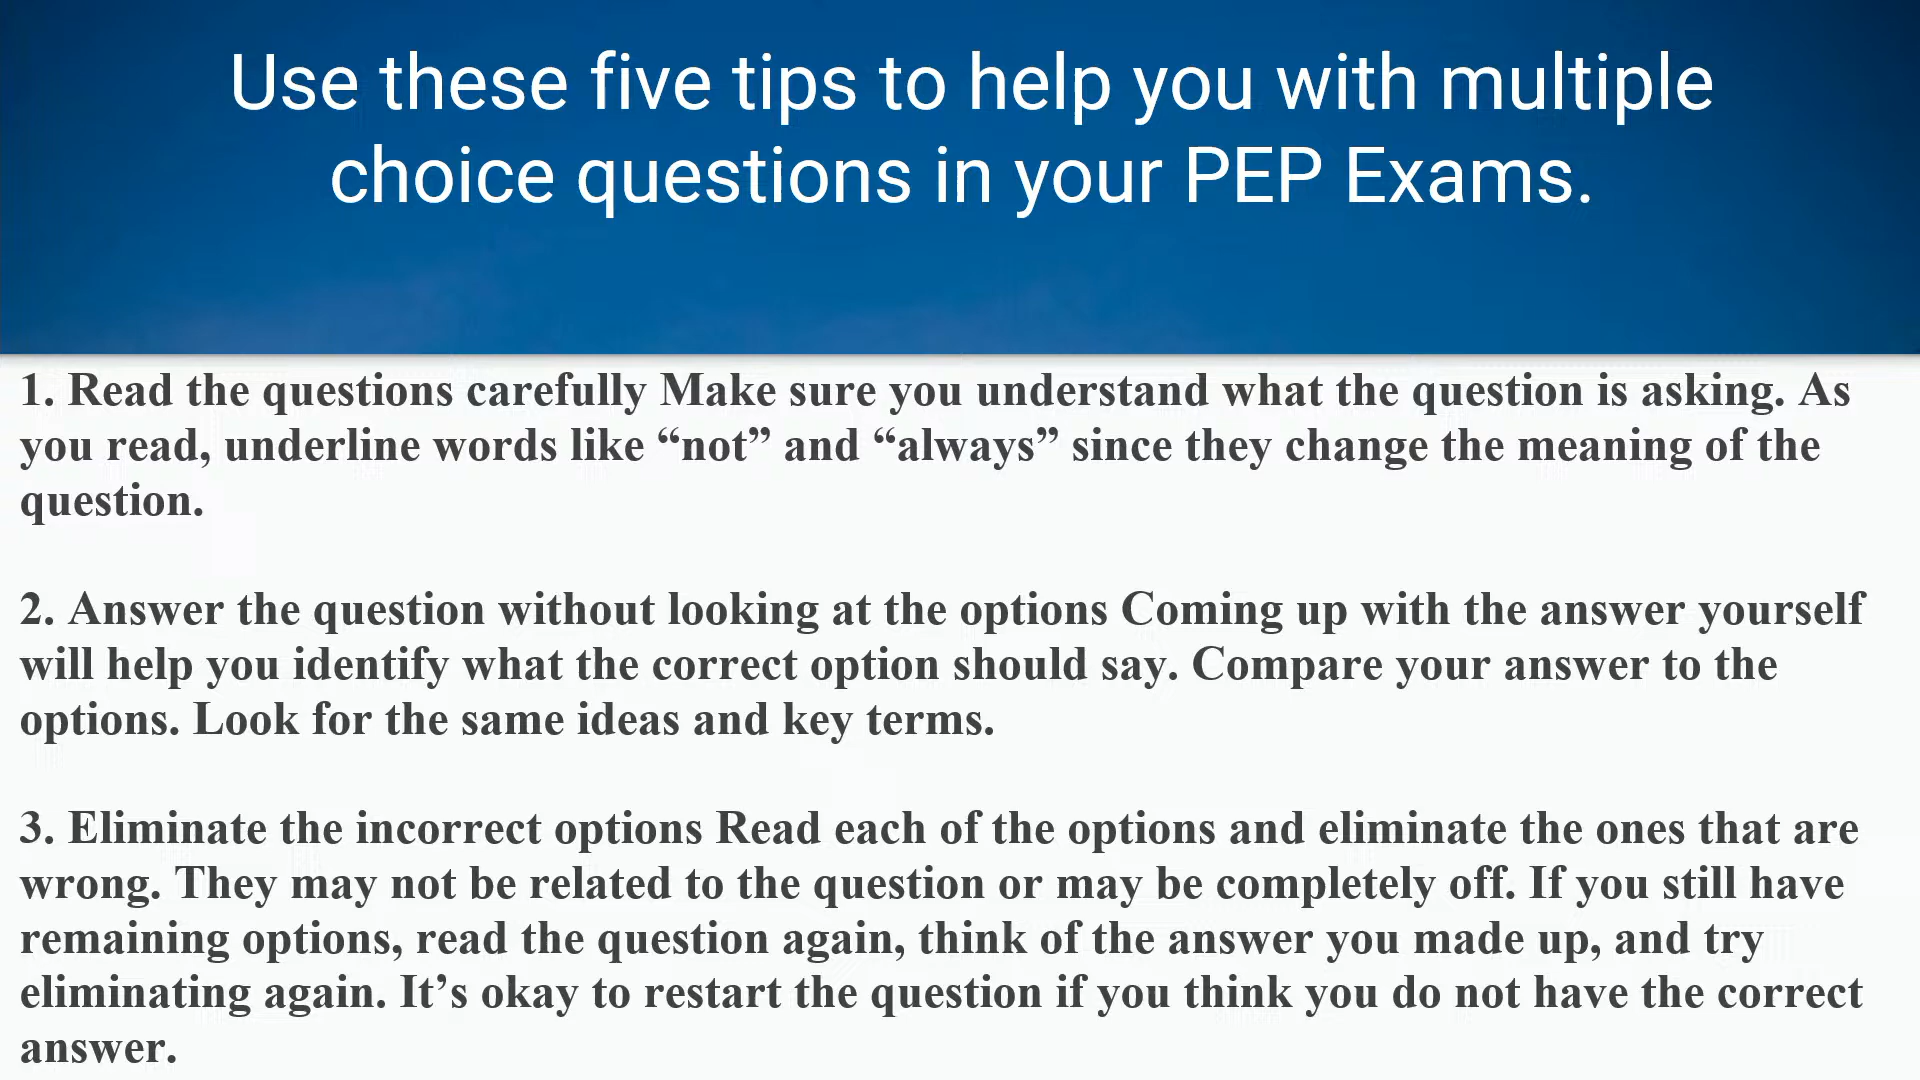 Use these five tips to help you with multiple
choice questions in your PEP Exams.
1. Read the questions carefully Make sure you understand what the question is asking. As
you read, underline words like “not” and “always” since they change the meaning of the
question.
2. Answer the question without looking at the options Coming up with the answer yourself
will help you identify what the correct option should say. Compare your answer to the
options. Look for the same ideas and key terms.
3. Eliminate the incorrect options Read each of the options and eliminate the ones that are
wrong. They may not be related to the question or may be completely off. If you still have
remaining options, read the question again, think of the answer you made up, and try
eliminating again. It’s okay to restart the question if you think you do not have the correct
answer.